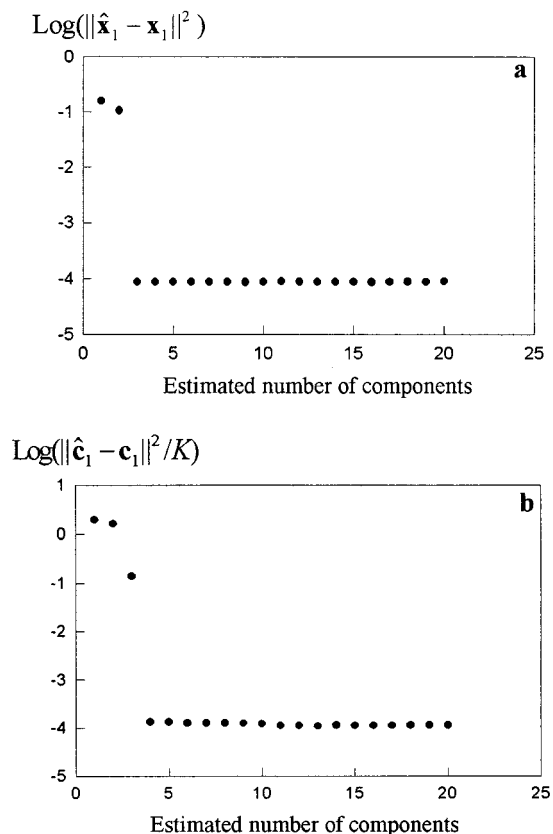 Log(||x̂₁ − x₁||²)
a
0
-1
-2
-3
-4
-5
0 5 10 15 20 25
Estimated number of components
Log(||ĉ₁ − c₁||²/K)
b
1
0
-1
-2
-3
-4
-5
0 5 10 15 20 25
Estimated number of components